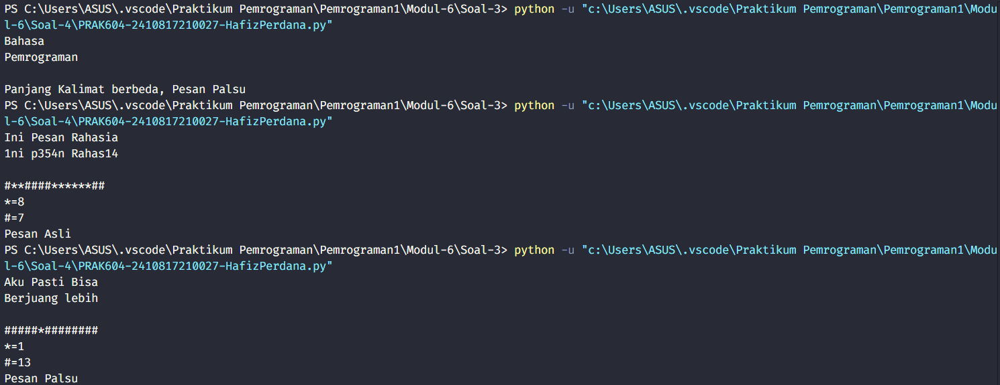 PS C:\Users\ASUS\.vscode\Praktikum Pemrograman\Pemrograman1\Modul-6\Soal-3> python -u "c:\Users\ASUS\.vscode\Praktikum Pemrograman\Pemrograman1\Modu
l-6\Soal-4\PRAK604-2410817210027-HafizPerdana.py"
Bahasa
Pemrograman
Panjang Kalimat berbeda, Pesan Palsu
PS C:\Users\ASUS\.vscode\Praktikum Pemrograman\Pemrograman1\Modul-6\Soal-3> python -u "c:\Users\ASUS\.vscode\Praktikum Pemrograman\Pemrograman1\Modu
l-6\Soal-4\PRAK604-2410817210027-HafizPerdana.py"
Ini Pesan Rahasia
1ni p354n Rahas14
#**####******##
*=8
#=7
Pesan Asli
PS C:\Users\ASUS\.vscode\Praktikum Pemrograman\Pemrograman1\Modul-6\Soal-3> python -u "c:\Users\ASUS\.vscode\Praktikum Pemrograman\Pemrograman1\Modu
l-6\Soal-4\PRAK604-2410817210027-HafizPerdana.py"
Aku Pasti Bisa
Berjuang lebih
#####*########
*=1
#=13
Pesan Palsu